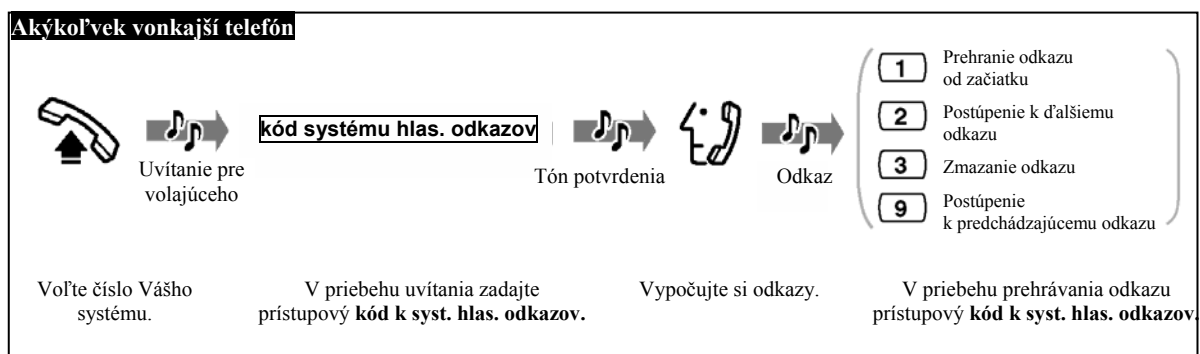 Akýkoľvek vonkajší telefón
Uvítanie pre
volajúceho
kód systému hlas. odkazov
Tón potvrdenia
Odkaz
1 Prehranie odkazu
od začiatku
2 Postúpenie k ďalšiemu
odkazu
3 Zmazanie odkazu
9 Postúpenie
k predchádzajúcemu odkazu
Voľte číslo Vášho
systému.
V priebehu uvítania zadajte
prístupový kód k syst. hlas. odkazov.
Vypočujte si odkazy.
V priebehu prehrávania odkazu
prístupový kód k syst. hlas. odkazov.